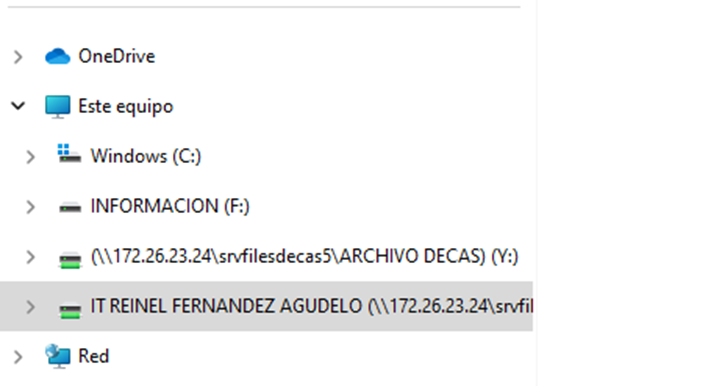 OneDrive
Este equipo
Windows (C:)
INFORMACION (F:)
(\\172.26.23.24\srvfilesdecas5\ARCHIVO DECAS) (Y:)
IT REINEL FERNANDEZ AGUDELO (\\172.26.23.24\srvfil
Red